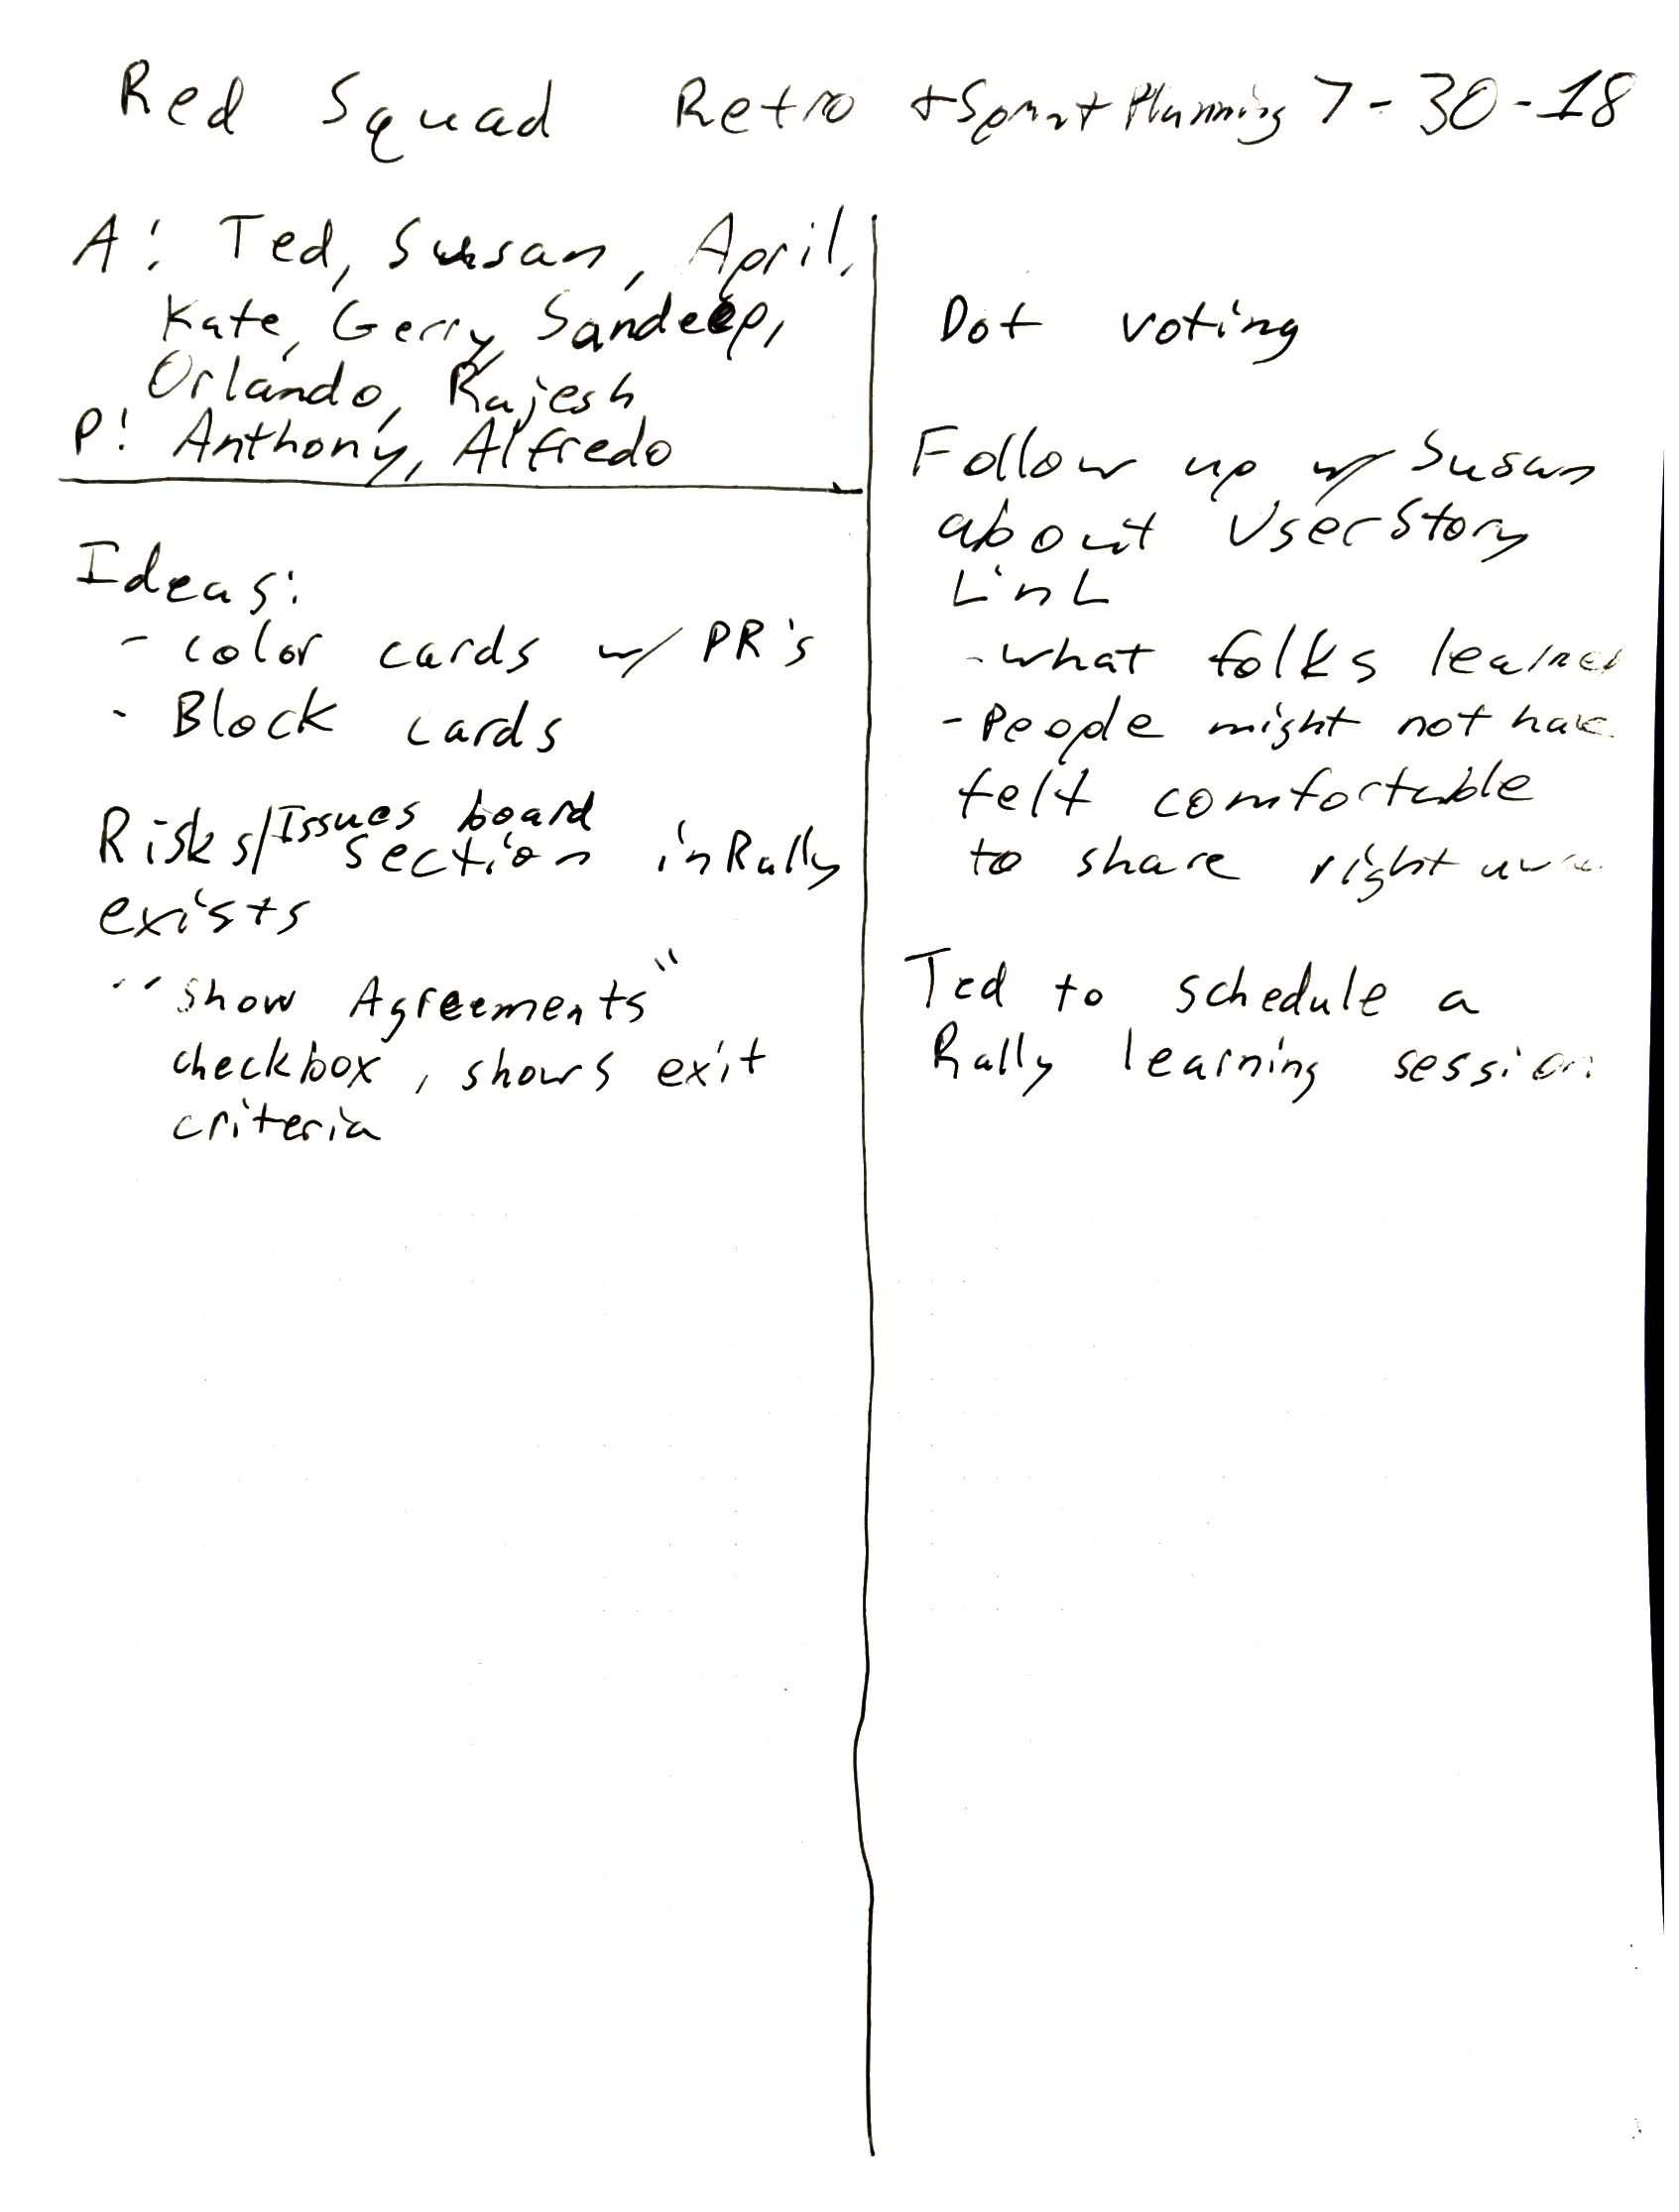 Red Squad Retro + Sprint Planning 7-30-18
A: Ted, Susan, April,
Kate, Gerry, Sandeep,
Orlando, Rajesh
P: Anthony, Alfredo
Ideas:
- color cards w/ PR's
- Block cards
Risks/Issues board
section in Rally
exists
- "show Agreements"
checkbox, shows exit
criteria
Dot voting
Follow up w/ Susan
about User Story
Link
- what folks learned
- People might not have
felt comfortable
to share right
Ted to schedule a
Rally learning session